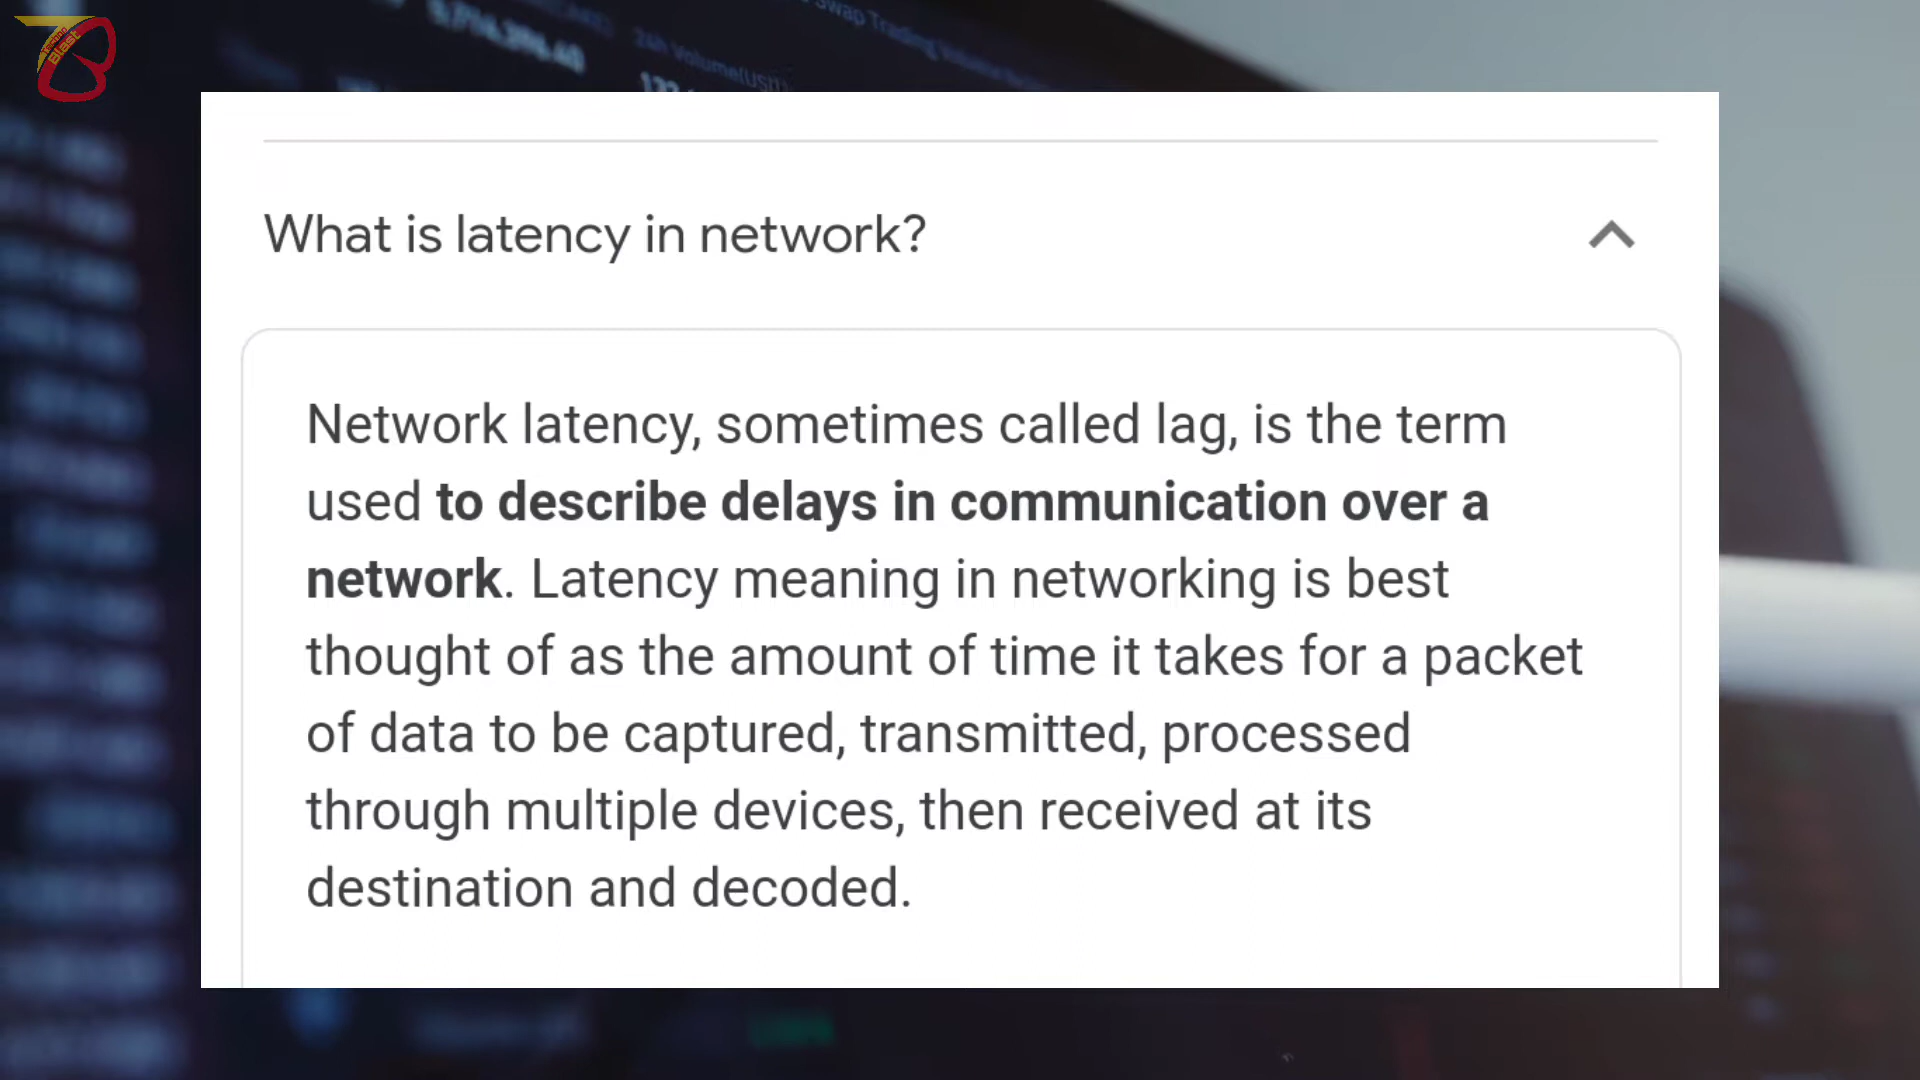 Blast
What is latency in network?
Network latency, sometimes called lag, is the term
used to describe delays in communication over a
network. Latency meaning in networking is best
thought of as the amount of time it takes for a packet
of data to be captured, transmitted, processed
through multiple devices, then received at its
destination and decoded.